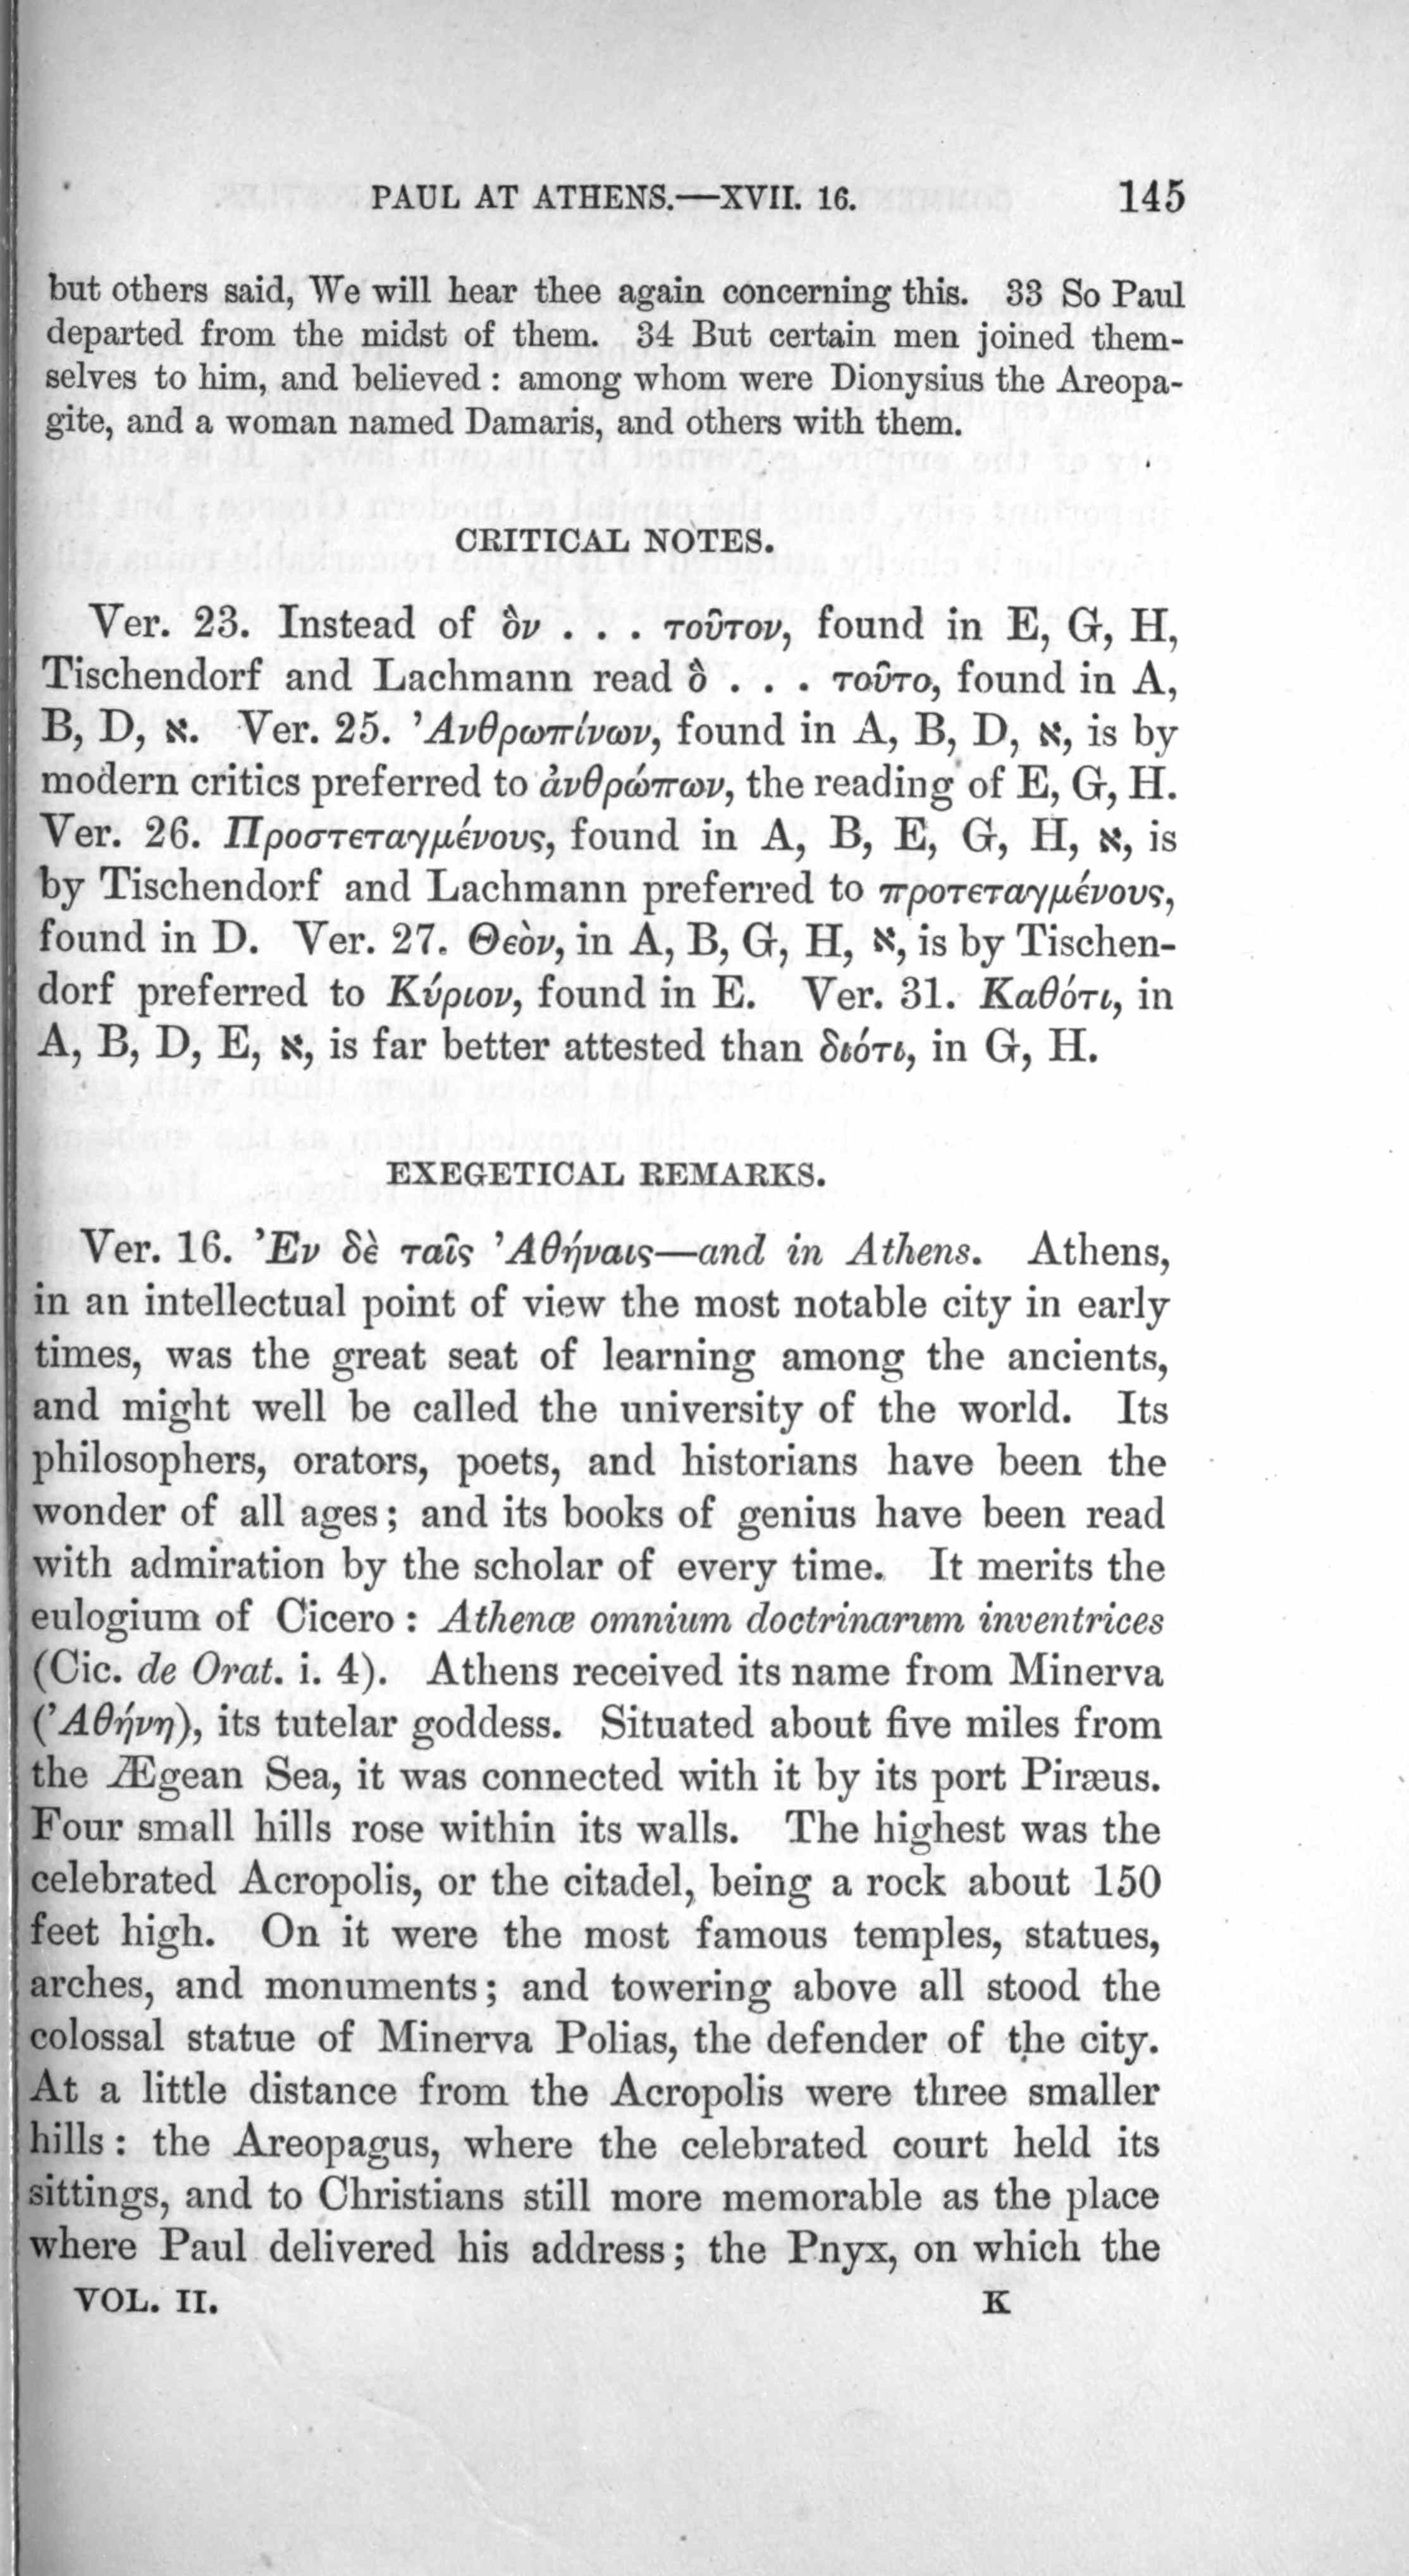 PAUL AT ATHENS.—XVII. 16. 145
but others said, We will hear thee again concerning this. 33 So Paul
departed from the midst of them. 34 But certain men joined them-
selves to him, and believed : among whom were Dionysius the Areopa-
gite, and a woman named Damaris, and others with them.
CRITICAL NOTES.
Ver. 23. Instead of ὃν . . . τοῦτον, found in E, G, H,
Tischendorf and Lachmann read ὃ . . . τοῦτο, found in A,
B, D, א. Ver. 25. Ἀνθρωπίνων, found in A, B, D, א, is by
modern critics preferred to ἀνθρώπων, the reading of E, G, H.
Ver. 26. Προστεταγμένους, found in A, B, E, G, H, א, is
by Tischendorf and Lachmann preferred to προτεταγμένους,
found in D. Ver. 27. Θεὸν, in A, B, G, H, א, is by Tischen-
dorf preferred to Κύριον, found in E. Ver. 31. Καθότι, in
A, B, D, E, א, is far better attested than διότι, in G, H.
EXEGETICAL REMARKS.
Ver. 16. Ἐν δὲ ταῖς Ἀθήναις—and in Athens. Athens,
in an intellectual point of view the most notable city in early
times, was the great seat of learning among the ancients,
and might well be called the university of the world. Its
philosophers, orators, poets, and historians have been the
wonder of all ages; and its books of genius have been read
with admiration by the scholar of every time. It merits the
eulogium of Cicero : Athenæ omnium doctrinarum inventrices
(Cic. de Orat. i. 4). Athens received its name from Minerva
(Ἀθήνη), its tutelar goddess. Situated about five miles from
the Ægean Sea, it was connected with it by its port Piræus.
Four small hills rose within its walls. The highest was the
celebrated Acropolis, or the citadel, being a rock about 150
feet high. On it were the most famous temples, statues,
arches, and monuments; and towering above all stood the
colossal statue of Minerva Polias, the defender of the city.
At a little distance from the Acropolis were three smaller
hills : the Areopagus, where the celebrated court held its
sittings, and to Christians still more memorable as the place
where Paul delivered his address; the Pnyx, on which the
VOL. II. K